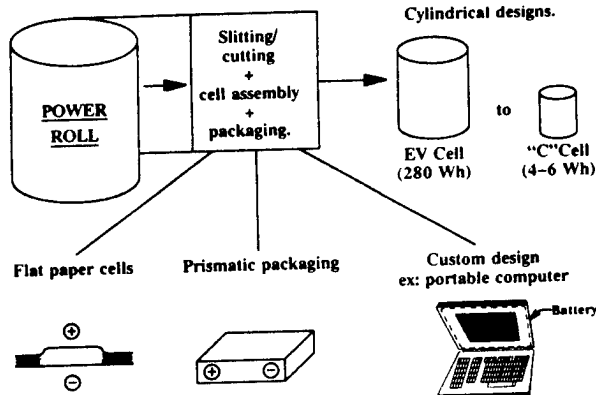 Cylindrical designs.
Slitting/
cutting
+
cell assembly
+
packaging.
POWER
ROLL
to
EV Cell
(280 Wh)
“C”Cell
(4-6 Wh)
Flat paper cells
Prismatic packaging
Custom design
ex: portable computer
Battery
+
−
+ −